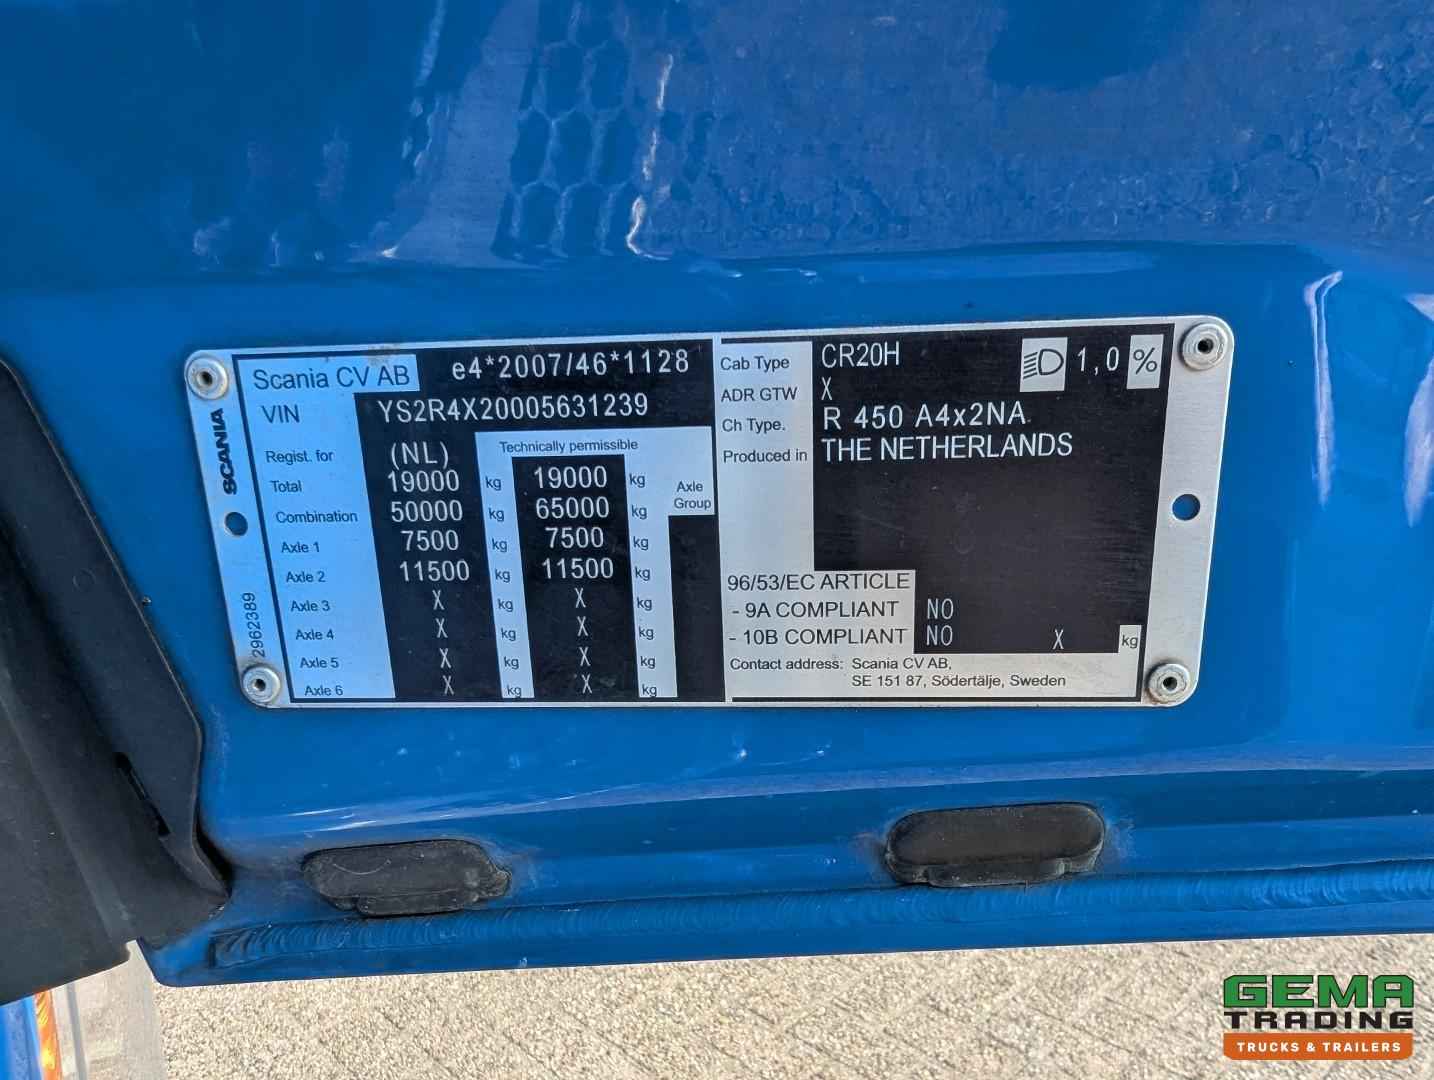 SCANIA
2962389
Scania CV AB e4*2007/46*1128
VIN YS2R4X20005631239
Regist. for (NL) Technically permissible
Total 19000 kg 19000 kg Axle Group
Combination 50000 kg 65000 kg
Axle 1 7500 kg 7500 kg
Axle 2 11500 kg 11500 kg
Axle 3 X kg X kg
Axle 4 X kg X kg
Axle 5 X kg X kg
Axle 6 X kg X kg
Cab Type CR20H 1,0 %
ADR GTW X
Ch Type. R 450 A4x2NA
Produced in THE NETHERLANDS
96/53/EC ARTICLE
- 9A COMPLIANT NO
- 10B COMPLIANT NO X kg
Contact address: Scania CV AB,
SE 151 87, Södertälje, Sweden
GEMA
TRADING
TRUCKS & TRAILERS